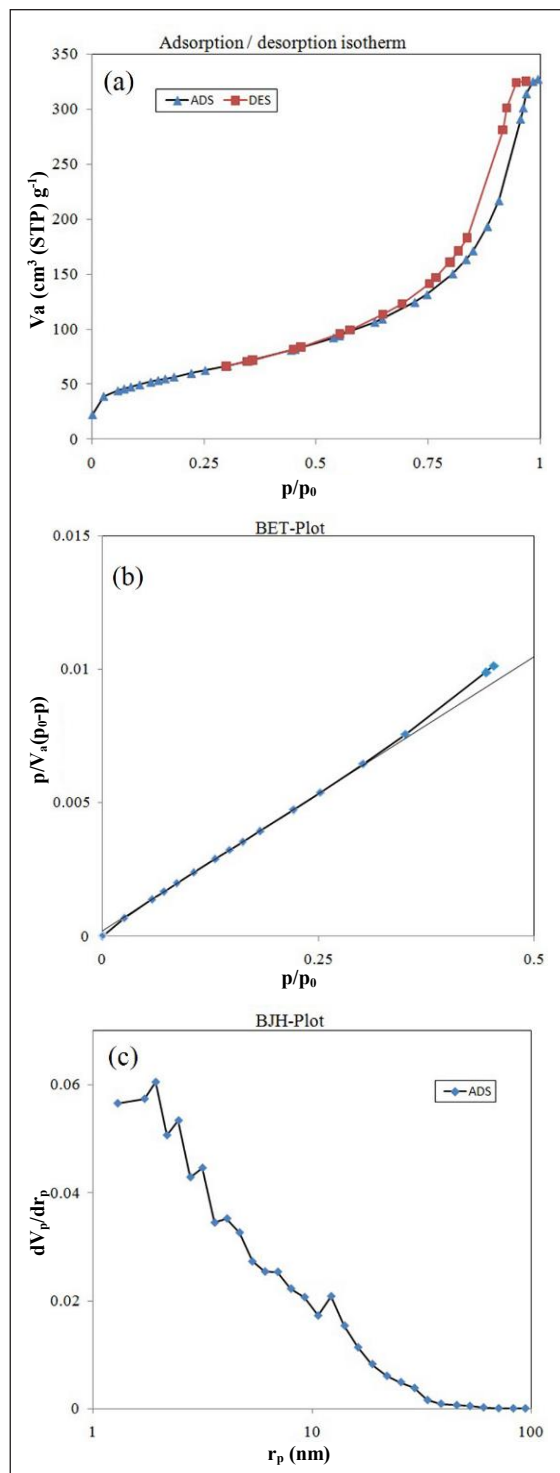 Adsorption / desorption isotherm
(a)
ADS DES
350
300
250
200
150
100
50
0
Va (cm³ (STP) g⁻¹)
0 0.25 0.5 0.75 1
p/p₀
BET-Plot
(b)
0.015
0.01
0.005
0
p/Vₐ(p₀-p)
0 0.25 0.5
p/p₀
BJH-Plot
(c)
ADS
0.06
0.04
0.02
0
dVₚ/drₚ
1 10 100
rₚ (nm)